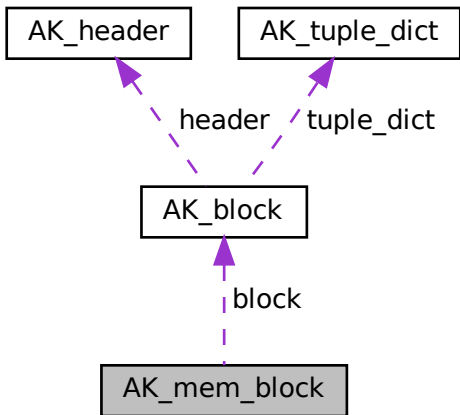 AK_header
AK_tuple_dict
header
tuple_dict
AK_block
block
AK_mem_block